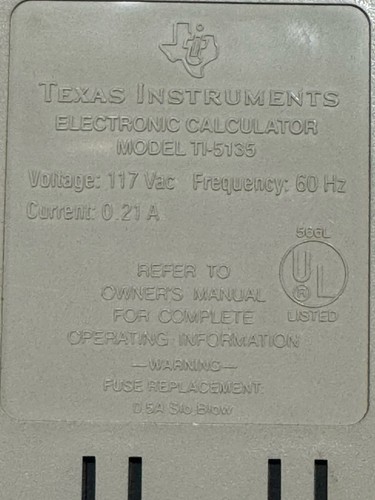 TEXAS INSTRUMENTS
ELECTRONIC CALCULATOR
MODEL TI-5135
Voltage: 117 Vac Frequency: 60 Hz
Current: 0.21 A
566L
UL
®
LISTED
REFER TO
OWNER'S MANUAL
FOR COMPLETE
OPERATING INFORMATION
—WARNING—
FUSE REPLACEMENT
0.5A Slo Blow